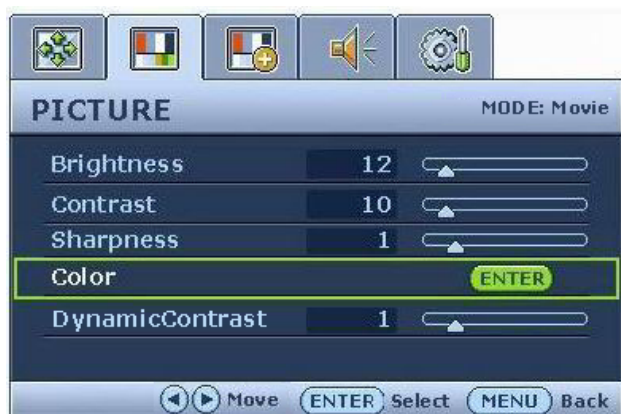 PICTURE MODE: Movie
Brightness 12
Contrast 10
Sharpness 1
Color ENTER
DynamicContrast 1
Move ENTER Select MENU Back